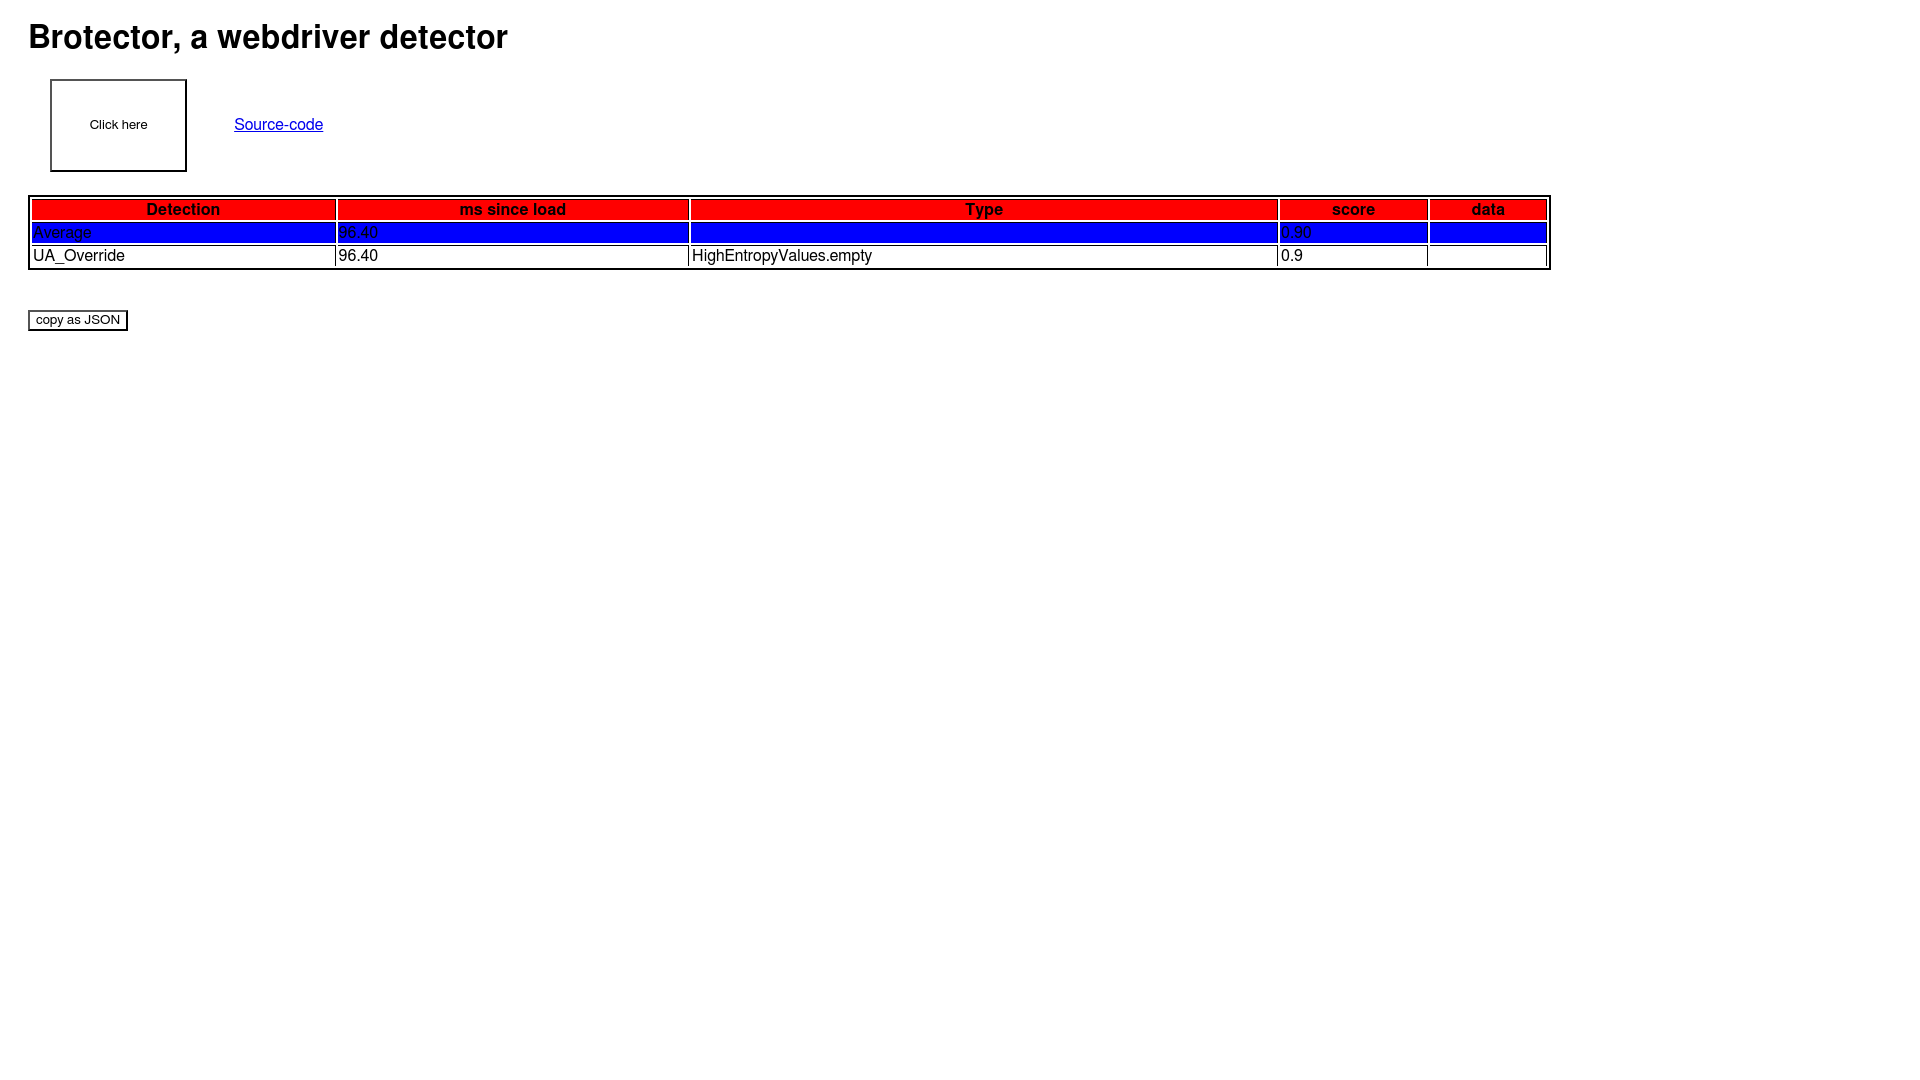 Brotector, a webdriver detector
Click here
Source-code
Detection ms since load Type score data
Average 96.40 0.90
UA_Override 96.40 HighEntropyValues.empty 0.9
copy as JSON